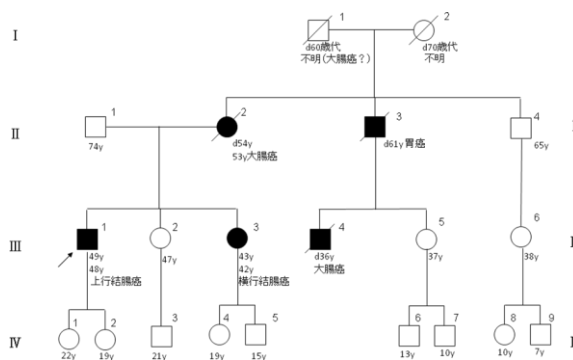 I
1
2
d60歳代
不明(大腸癌?)
d70歳代
不明
II
1
2
3
4
74y
d54y
53y大腸癌
d61y 胃癌
65y
III
1
2
3
4
5
6
49y
48y
上行結腸癌
47y
43y
42y
横行結腸癌
d36y
大腸癌
37y
38y
IV
1
2
3
4
5
6
7
8
9
22y
19y
21y
19y
15y
13y
10y
10y
7y